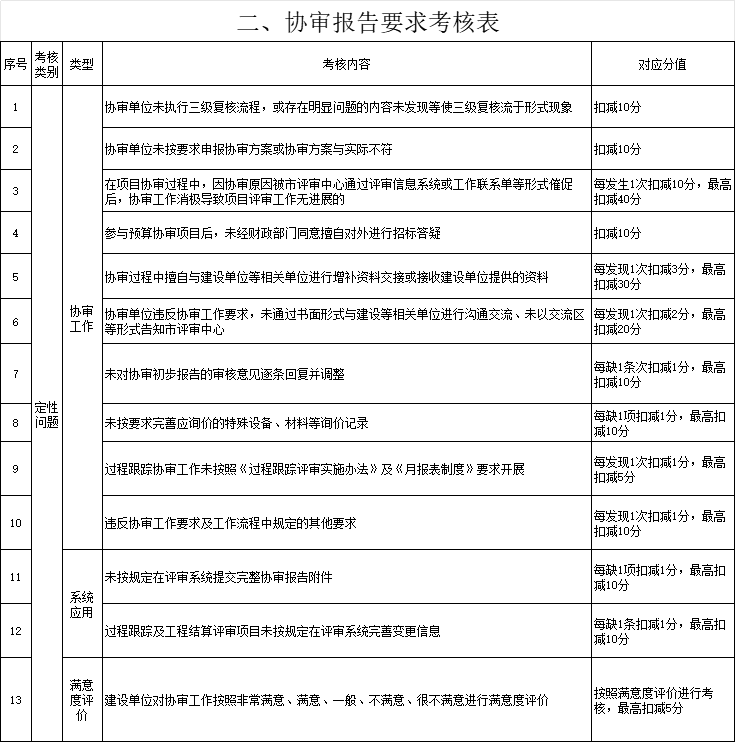 二、协审报告要求考核表
序号
考核
类别
类型
考核内容
对应分值
定性
问题
协审
工作
1
协审单位未执行三级复核流程，或存在明显问题的内容未发现等使三级复核流于形式现象
扣减10分
2
协审单位未按要求申报协审方案或协审方案与实际不符
扣减10分
3
在项目协审过程中，因协审原因被市评审中心通过评审信息系统或工作联系单等形式催促
后，协审工作消极导致项目评审工作无进展的
每发生1次扣减10分，最高
扣减40分
4
参与预算协审项目后，未经财政部门同意擅自对外进行招标答疑
扣减10分
5
协审过程中擅自与建设单位等相关单位进行增补资料交接或接收建设单位提供的资料
每发现1次扣减3分，最高
扣减30分
6
协审单位违反协审工作要求，未通过书面形式与建设等相关单位进行沟通交流、未以交流区
等形式告知市评审中心
每发现1次扣减2分，最高
扣减20分
7
未对协审初步报告的审核意见逐条回复并调整
每缺1条次扣减1分，最高
扣减10分
8
未按要求完善应询价的特殊设备、材料等询价记录
每缺1项扣减1分，最高扣
减10分
9
过程跟踪协审工作未按照《过程跟踪评审实施办法》及《月报表制度》要求开展
每发现1次扣减1分，最高
扣减5分
10
违反协审工作要求及工作流程中规定的其他要求
每发现1次扣减1分，最高
扣减10分
系统
应用
11
未按规定在评审系统提交完整协审报告附件
每缺1项扣减1分，最高扣
减10分
12
过程跟踪及工程结算评审项目未按规定在评审系统完善变更信息
每缺1条扣减1分，最高扣
减10分
满意
度评
价
13
建设单位对协审工作按照非常满意、满意、一般、不满意、很不满意进行满意度评价
按照满意度评价进行考
核，最高扣减5分